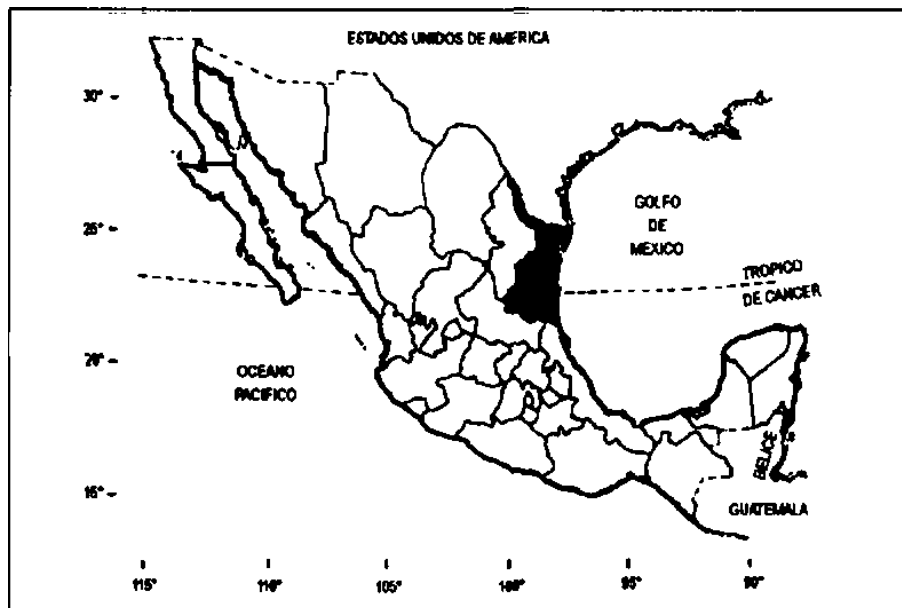 ESTADOS UNIDOS DE AMERICA
30°
25°
GOLFO
DE
MEXICO
TROPICO
DE CANCER
20°
OCEANO
PACIFICO
BELICE
15°
GUATEMALA
115°
110°
105°
100°
95°
90°